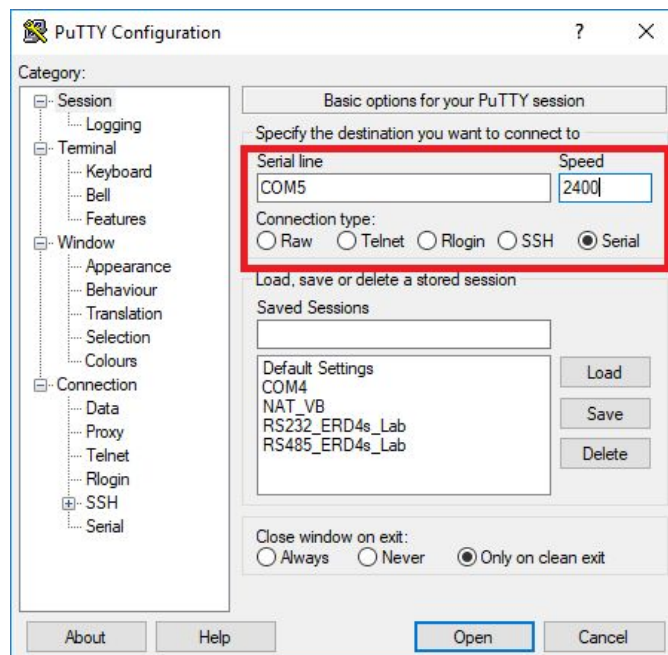 PuTTY Configuration
?
Category:
Session
Logging
Terminal
Keyboard
Bell
Features
Window
Appearance
Behaviour
Translation
Selection
Colours
Connection
Data
Proxy
Telnet
Rlogin
SSH
Serial
Basic options for your PuTTY session
Specify the destination you want to connect to
Serial line Speed
COM5 2400
Connection type:
Raw Telnet Rlogin SSH Serial
Load, save or delete a stored session
Saved Sessions
Default Settings
COM4
NAT_VB
RS232_ERD4s_Lab
RS485_ERD4s_Lab
Load
Save
Delete
Close window on exit:
Always Never Only on clean exit
About Help Open Cancel